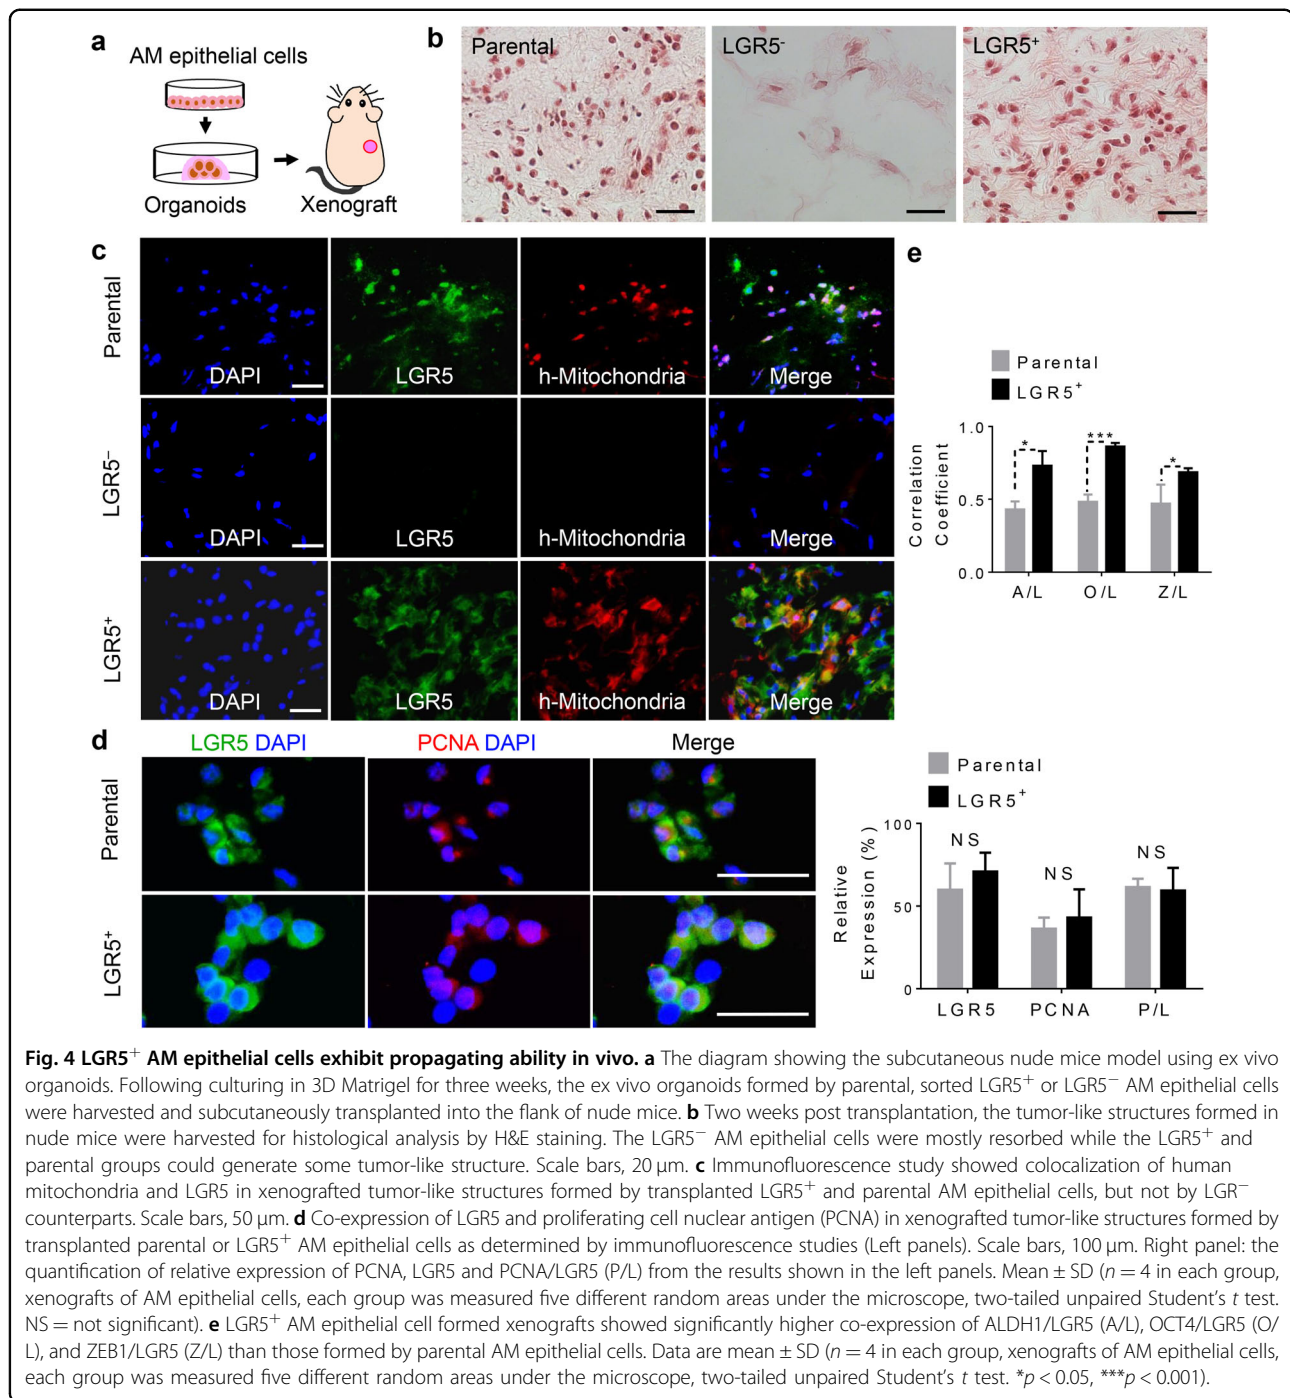 a
AM epithelial cells
Organoids
Xenograft
b
Parental
LGR5⁻
LGR5⁺
c
Parental
DAPI
LGR5
h-Mitochondria
Merge
LGR5⁻
DAPI
LGR5
h-Mitochondria
Merge
LGR5⁺
DAPI
LGR5
h-Mitochondria
Merge
e
Parental
LGR5⁺
Correlation
Coefficient
1.0
0.5
0.0
*
***
*
A/L
O/L
Z/L
d
LGR5 DAPI
PCNA DAPI
Merge
Parental
LGR5⁺
Parental
LGR5⁺
Relative
Expression (%)
100
50
0
NS
NS
NS
LGR5
PCNA
P/L
Fig. 4 LGR5⁺ AM epithelial cells exhibit propagating ability in vivo. a The diagram showing the subcutaneous nude mice model using ex vivo
organoids. Following culturing in 3D Matrigel for three weeks, the ex vivo organoids formed by parental, sorted LGR5⁺ or LGR5⁻ AM epithelial cells
were harvested and subcutaneously transplanted into the flank of nude mice. b Two weeks post transplantation, the tumor-like structures formed in
nude mice were harvested for histological analysis by H&E staining. The LGR5⁻ AM epithelial cells were mostly resorbed while the LGR5⁺ and
parental groups could generate some tumor-like structure. Scale bars, 20 µm. c Immunofluorescence study showed colocalization of human
mitochondria and LGR5 in xenografted tumor-like structures formed by transplanted LGR5⁺ and parental AM epithelial cells, but not by LGR⁻
counterparts. Scale bars, 50 µm. d Co-expression of LGR5 and proliferating cell nuclear antigen (PCNA) in xenografted tumor-like structures formed by
transplanted parental or LGR5⁺ AM epithelial cells as determined by immunofluorescence studies (Left panels). Scale bars, 100 µm. Right panel: the
quantification of relative expression of PCNA, LGR5 and PCNA/LGR5 (P/L) from the results shown in the left panels. Mean ± SD (n = 4 in each group,
xenografts of AM epithelial cells, each group was measured five different random areas under the microscope, two-tailed unpaired Student's t test.
NS = not significant). e LGR5⁺ AM epithelial cell formed xenografts showed significantly higher co-expression of ALDH1/LGR5 (A/L), OCT4/LGR5 (O/
L), and ZEB1/LGR5 (Z/L) than those formed by parental AM epithelial cells. Data are mean ± SD (n = 4 in each group, xenografts of AM epithelial cells,
each group was measured five different random areas under the microscope, two-tailed unpaired Student's t test. *p < 0.05, ***p < 0.001).